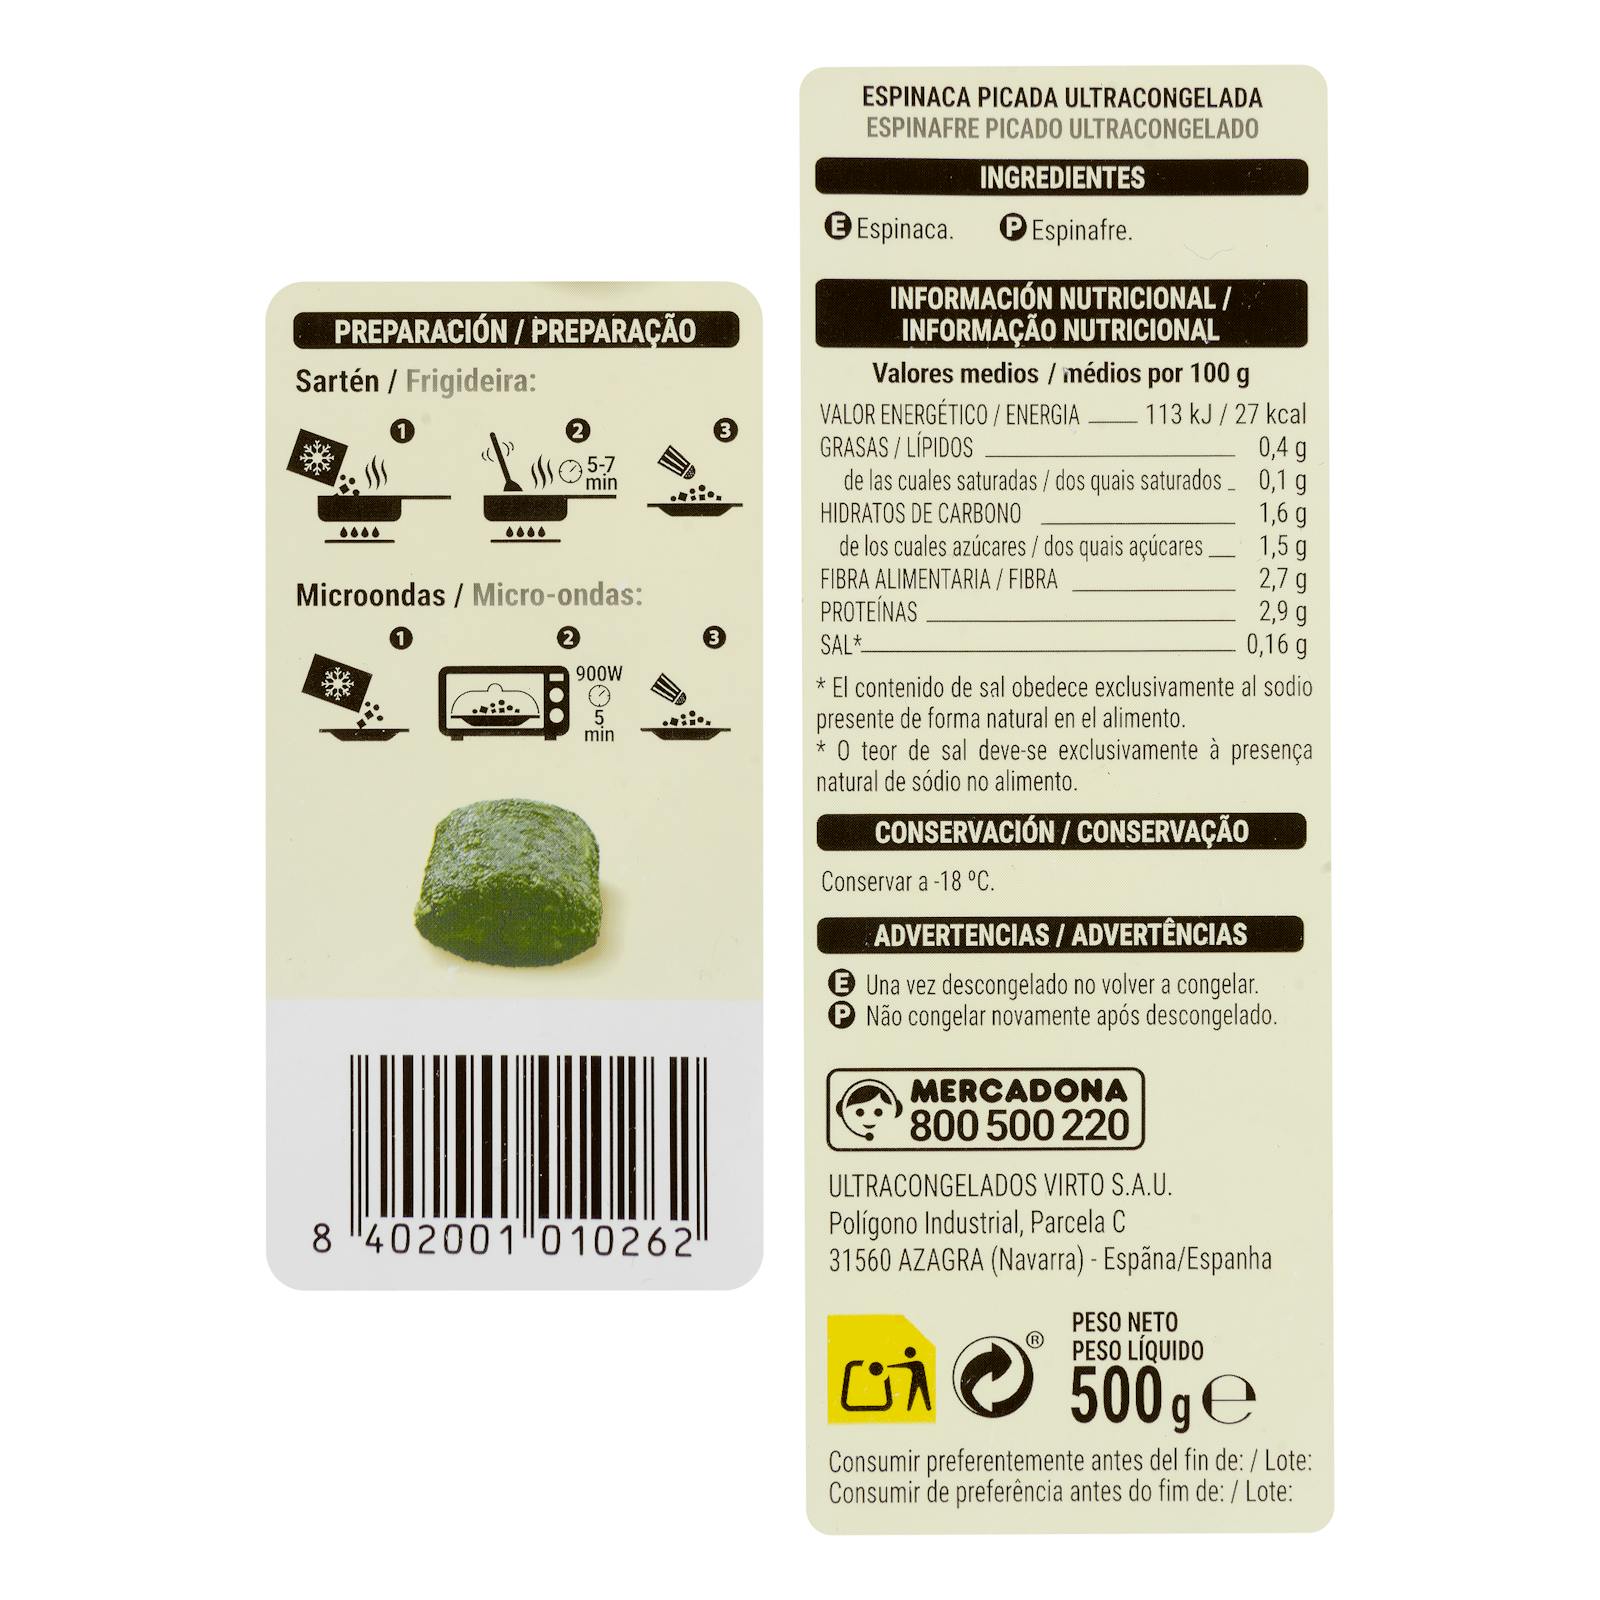 PREPARACIÓN / PREPARAÇÃO
Sartén / Frigideira:
1
2
3
5-7
min
Microondas / Micro-ondas:
1
2
3
900W
5
min
8 402001 010262
ESPINACA PICADA ULTRACONGELADA
ESPINAFRE PICADO ULTRACONGELADO
INGREDIENTES
E Espinaca. P Espinafre.
INFORMACIÓN NUTRICIONAL /
INFORMAÇÃO NUTRICIONAL
Valores medios / médios por 100 g
VALOR ENERGÉTICO / ENERGIA 113 kJ / 27 kcal
GRASAS / LÍPIDOS 0,4 g
de las cuales saturadas / dos quais saturados 0,1 g
HIDRATOS DE CARBONO 1,6 g
de los cuales azúcares / dos quais açúcares 1,5 g
FIBRA ALIMENTARIA / FIBRA 2,7 g
PROTEÍNAS 2,9 g
SAL* 0,16 g
* El contenido de sal obedece exclusivamente al sodio
presente de forma natural en el alimento.
* O teor de sal deve-se exclusivamente à presença
natural de sódio no alimento.
CONSERVACIÓN / CONSERVAÇÃO
Conservar a -18 ºC.
ADVERTENCIAS / ADVERTÊNCIAS
E Una vez descongelado no volver a congelar.
P Não congelar novamente após descongelado.
MERCADONA
800 500 220
ULTRACONGELADOS VIRTO S.A.U.
Polígono Industrial, Parcela C
31560 AZAGRA (Navarra) - Espãna/Espanha
®
PESO NETO
PESO LÍQUIDO
500 g e
Consumir preferentemente antes del fin de: / Lote:
Consumir de preferência antes do fim de: / Lote: